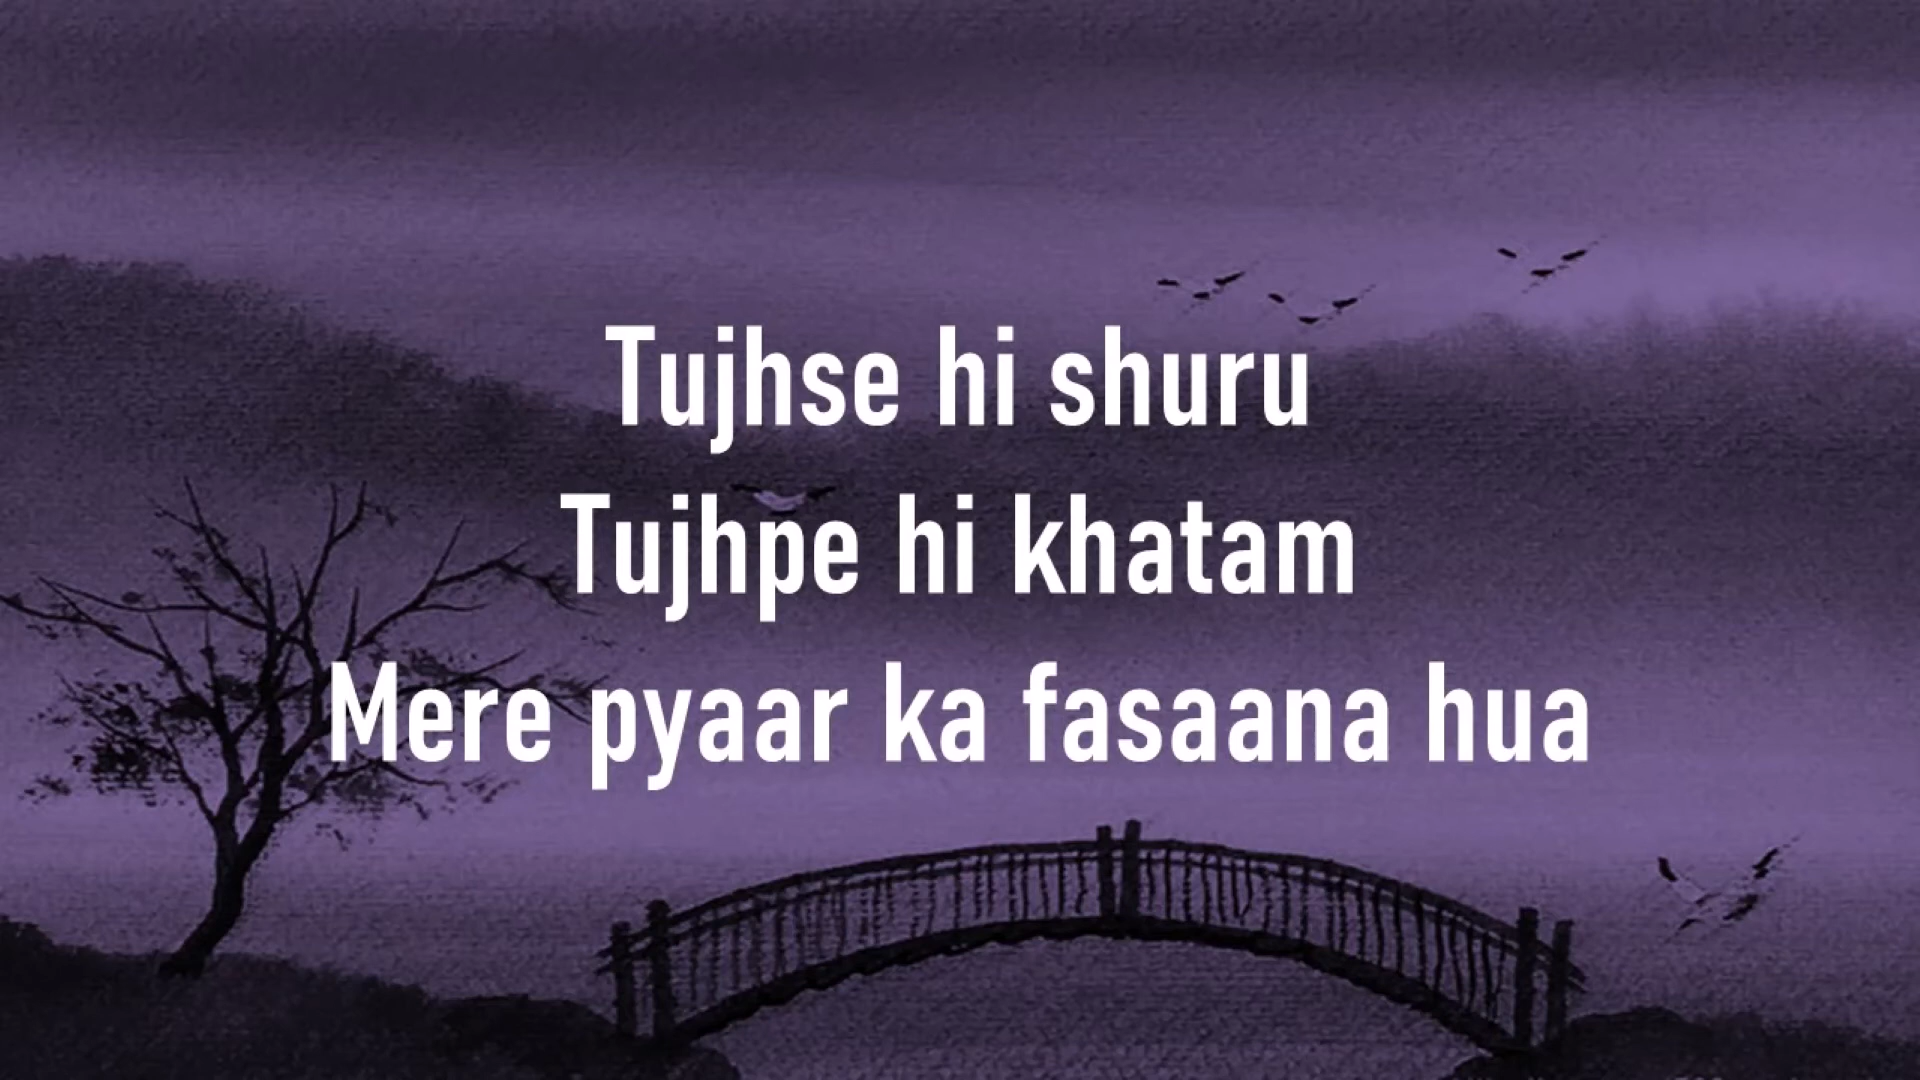 Tujhse hi shuru
Tujhpe hi khatam
Mere pyaar ka fasaana hua